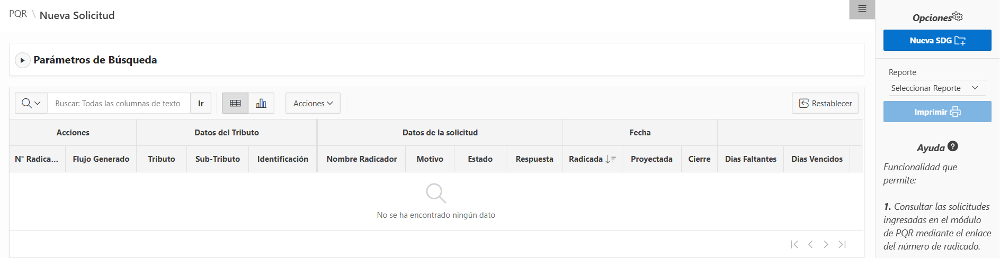 PQR \ Nueva Solicitud
Parámetros de Búsqueda
Buscar: Todas las columnas de texto
Ir
Acciones
Restablecer
Acciones
Datos del Tributo
Datos de la solicitud
Fecha
N° Radica...
Flujo Generado
Tributo
Sub-Tributo
Identificación
Nombre Radicador
Motivo
Estado
Respuesta
Radicada
Proyectada
Cierre
Dias Faltantes
Dias Vencidos
No se ha encontrado ningún dato
Opciones
Nueva SDG
Reporte
Seleccionar Reporte
Imprimir
Ayuda
Funcionalidad que
permite:
1. Consultar las solicitudes
ingresadas en el módulo
de PQR mediante el enlace
del número de radicado.